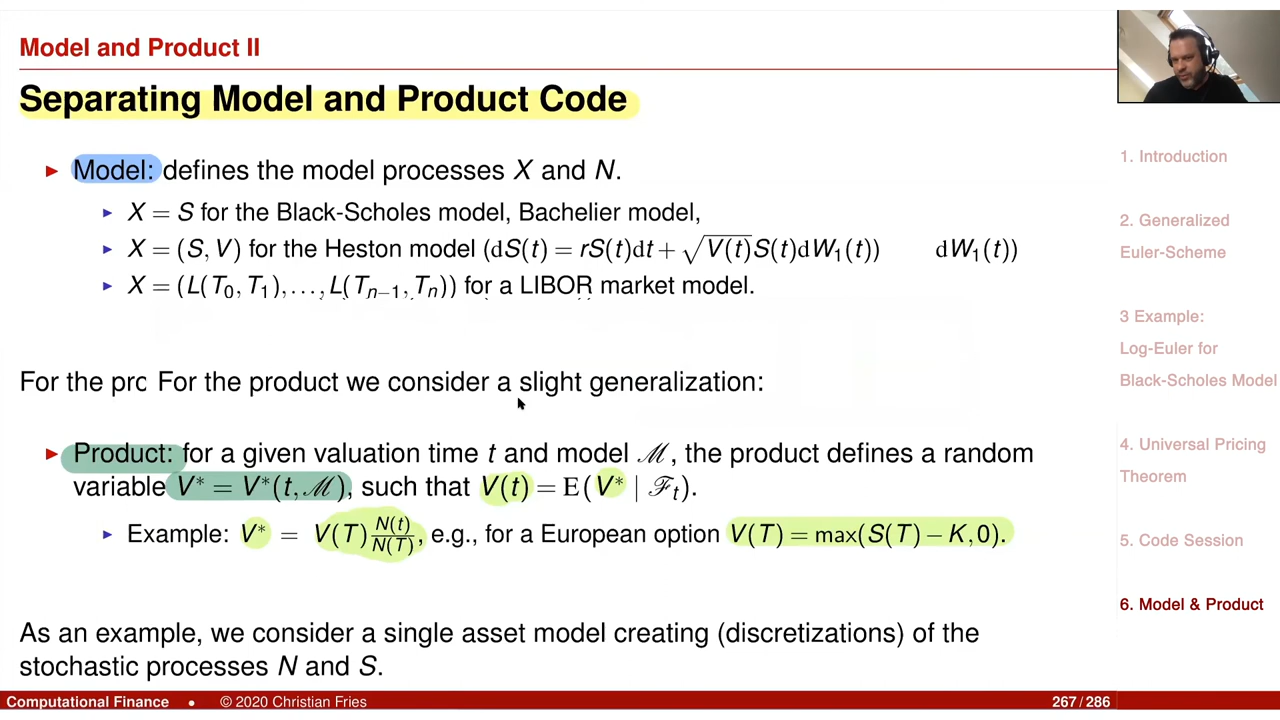 Model and Product II
Separating Model and Product Code
► Model: defines the model processes X and N.
► X = S for the Black-Scholes model, Bachelier model,
► X = (S, V) for the Heston model (dS(t) = rS(t)dt + √V(t)S(t)dW₁(t)) dW₁(t))
► X = (L(T₀, T₁), ..., L(Tₙ₋₁, Tₙ)) for a LIBOR market model.
For the prc For the product we consider a slight generalization:
► Product: for a given valuation time t and model ℳ, the product defines a random
variable V* = V*(t, ℳ), such that V(t) = E(V* | ℱₜ).
► Example: V* = V(T) N(t)/N(T), e.g., for a European option V(T) = max(S(T) − K, 0).
As an example, we consider a single asset model creating (discretizations) of the
stochastic processes N and S.
1. Introduction
2. Generalized
Euler-Scheme
3 Example:
Log-Euler for
Black-Scholes Model
4. Universal Pricing
Theorem
5. Code Session
6. Model & Product
Computational Finance • © 2020 Christian Fries 267 / 286